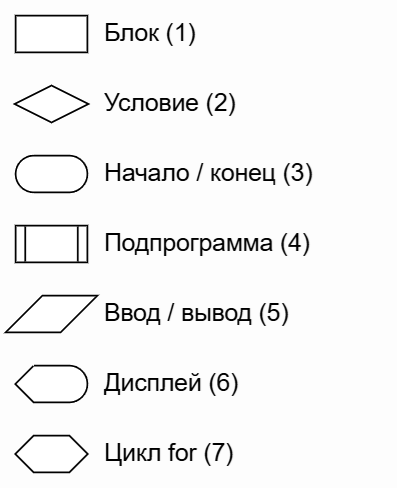 Блок (1)
Условие (2)
Начало / конец (3)
Подпрограмма (4)
Ввод / вывод (5)
Дисплей (6)
Цикл for (7)